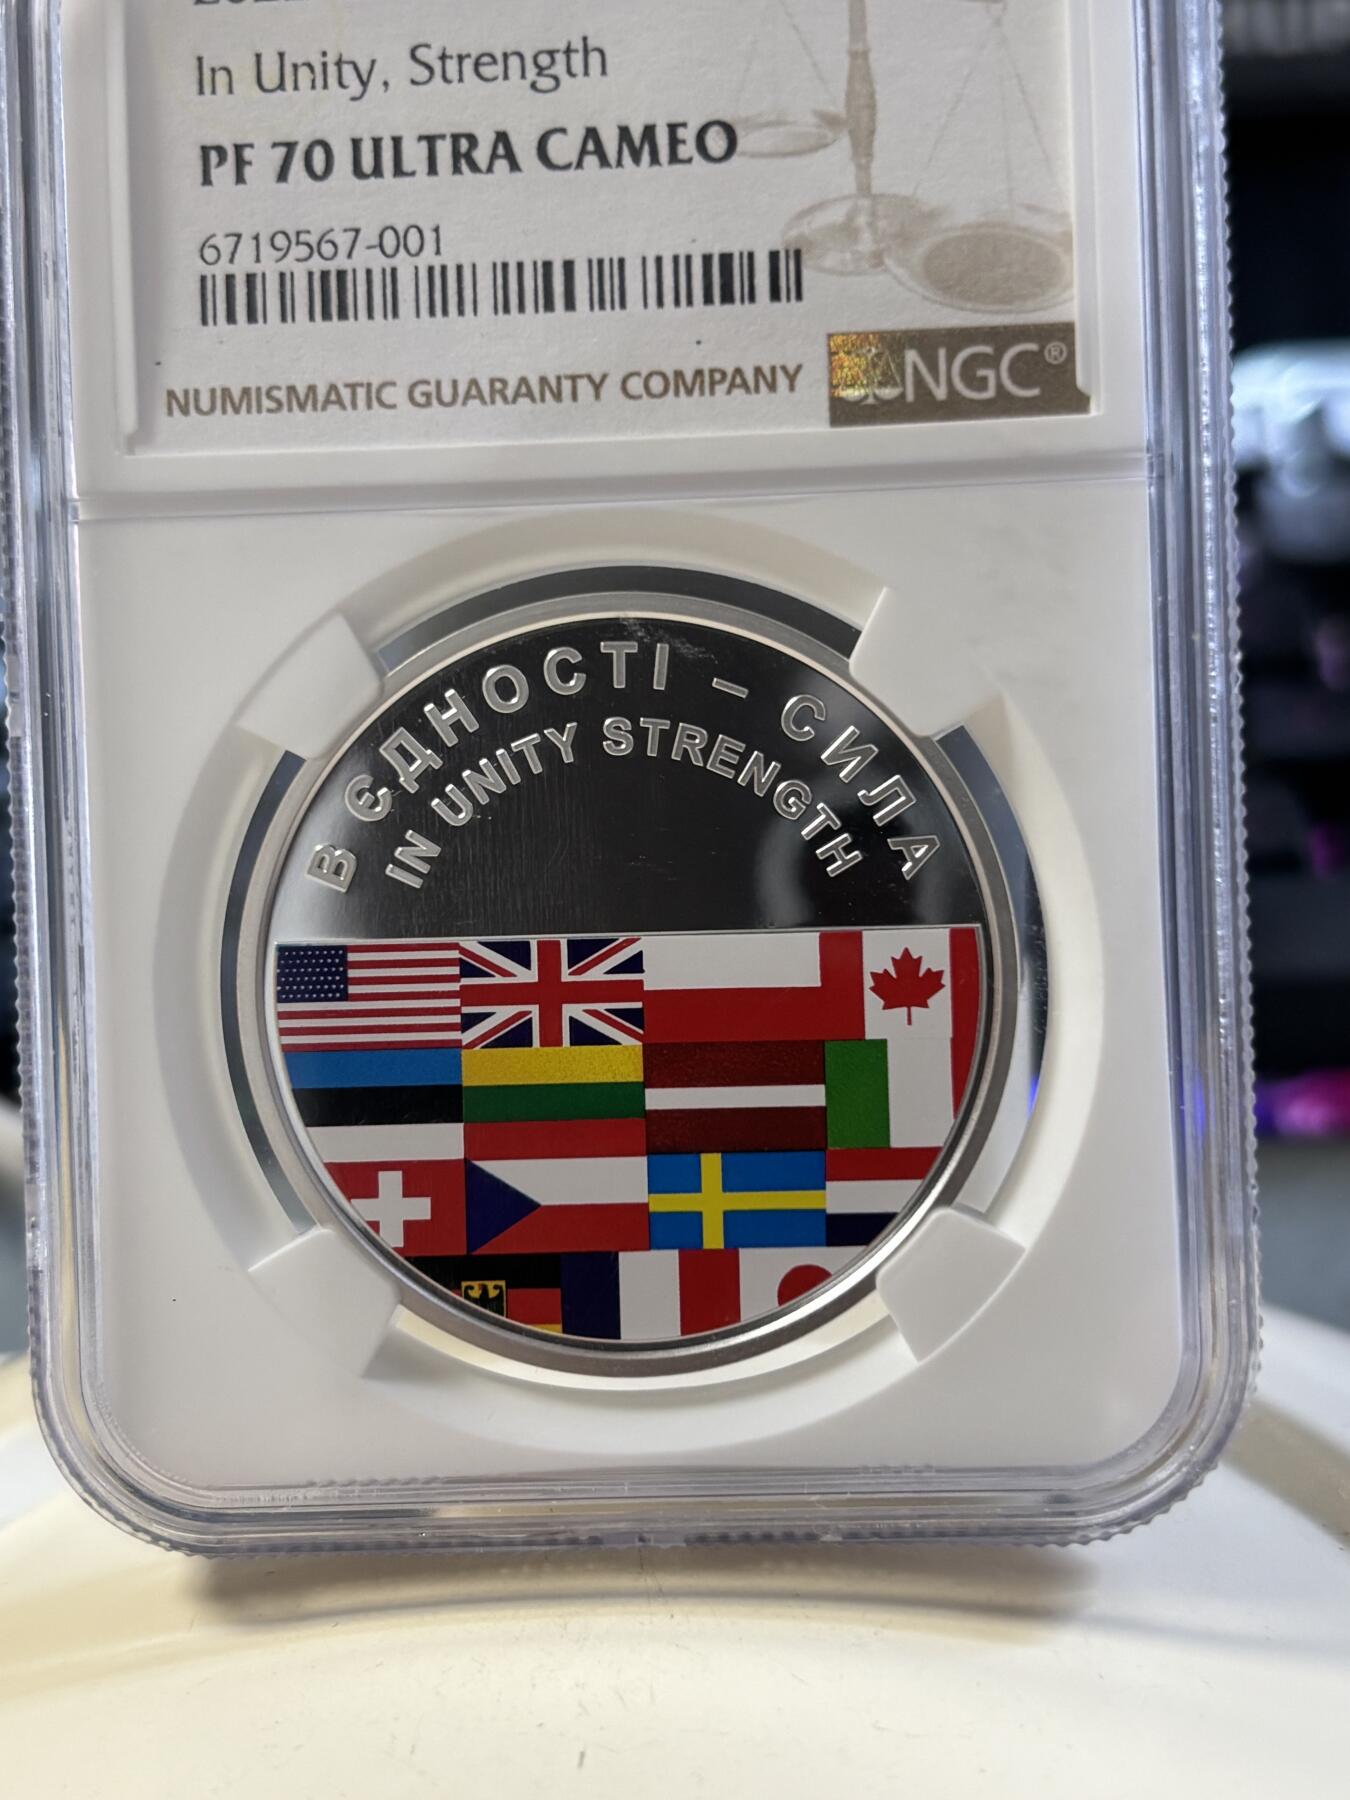 In Unity, Strength
PF 70 ULTRA CAMEO
6719567-001
NUMISMATIC GUARANTY COMPANY
NGC®
В ЄДНОСТІ – СИЛА
IN UNITY STRENGTH